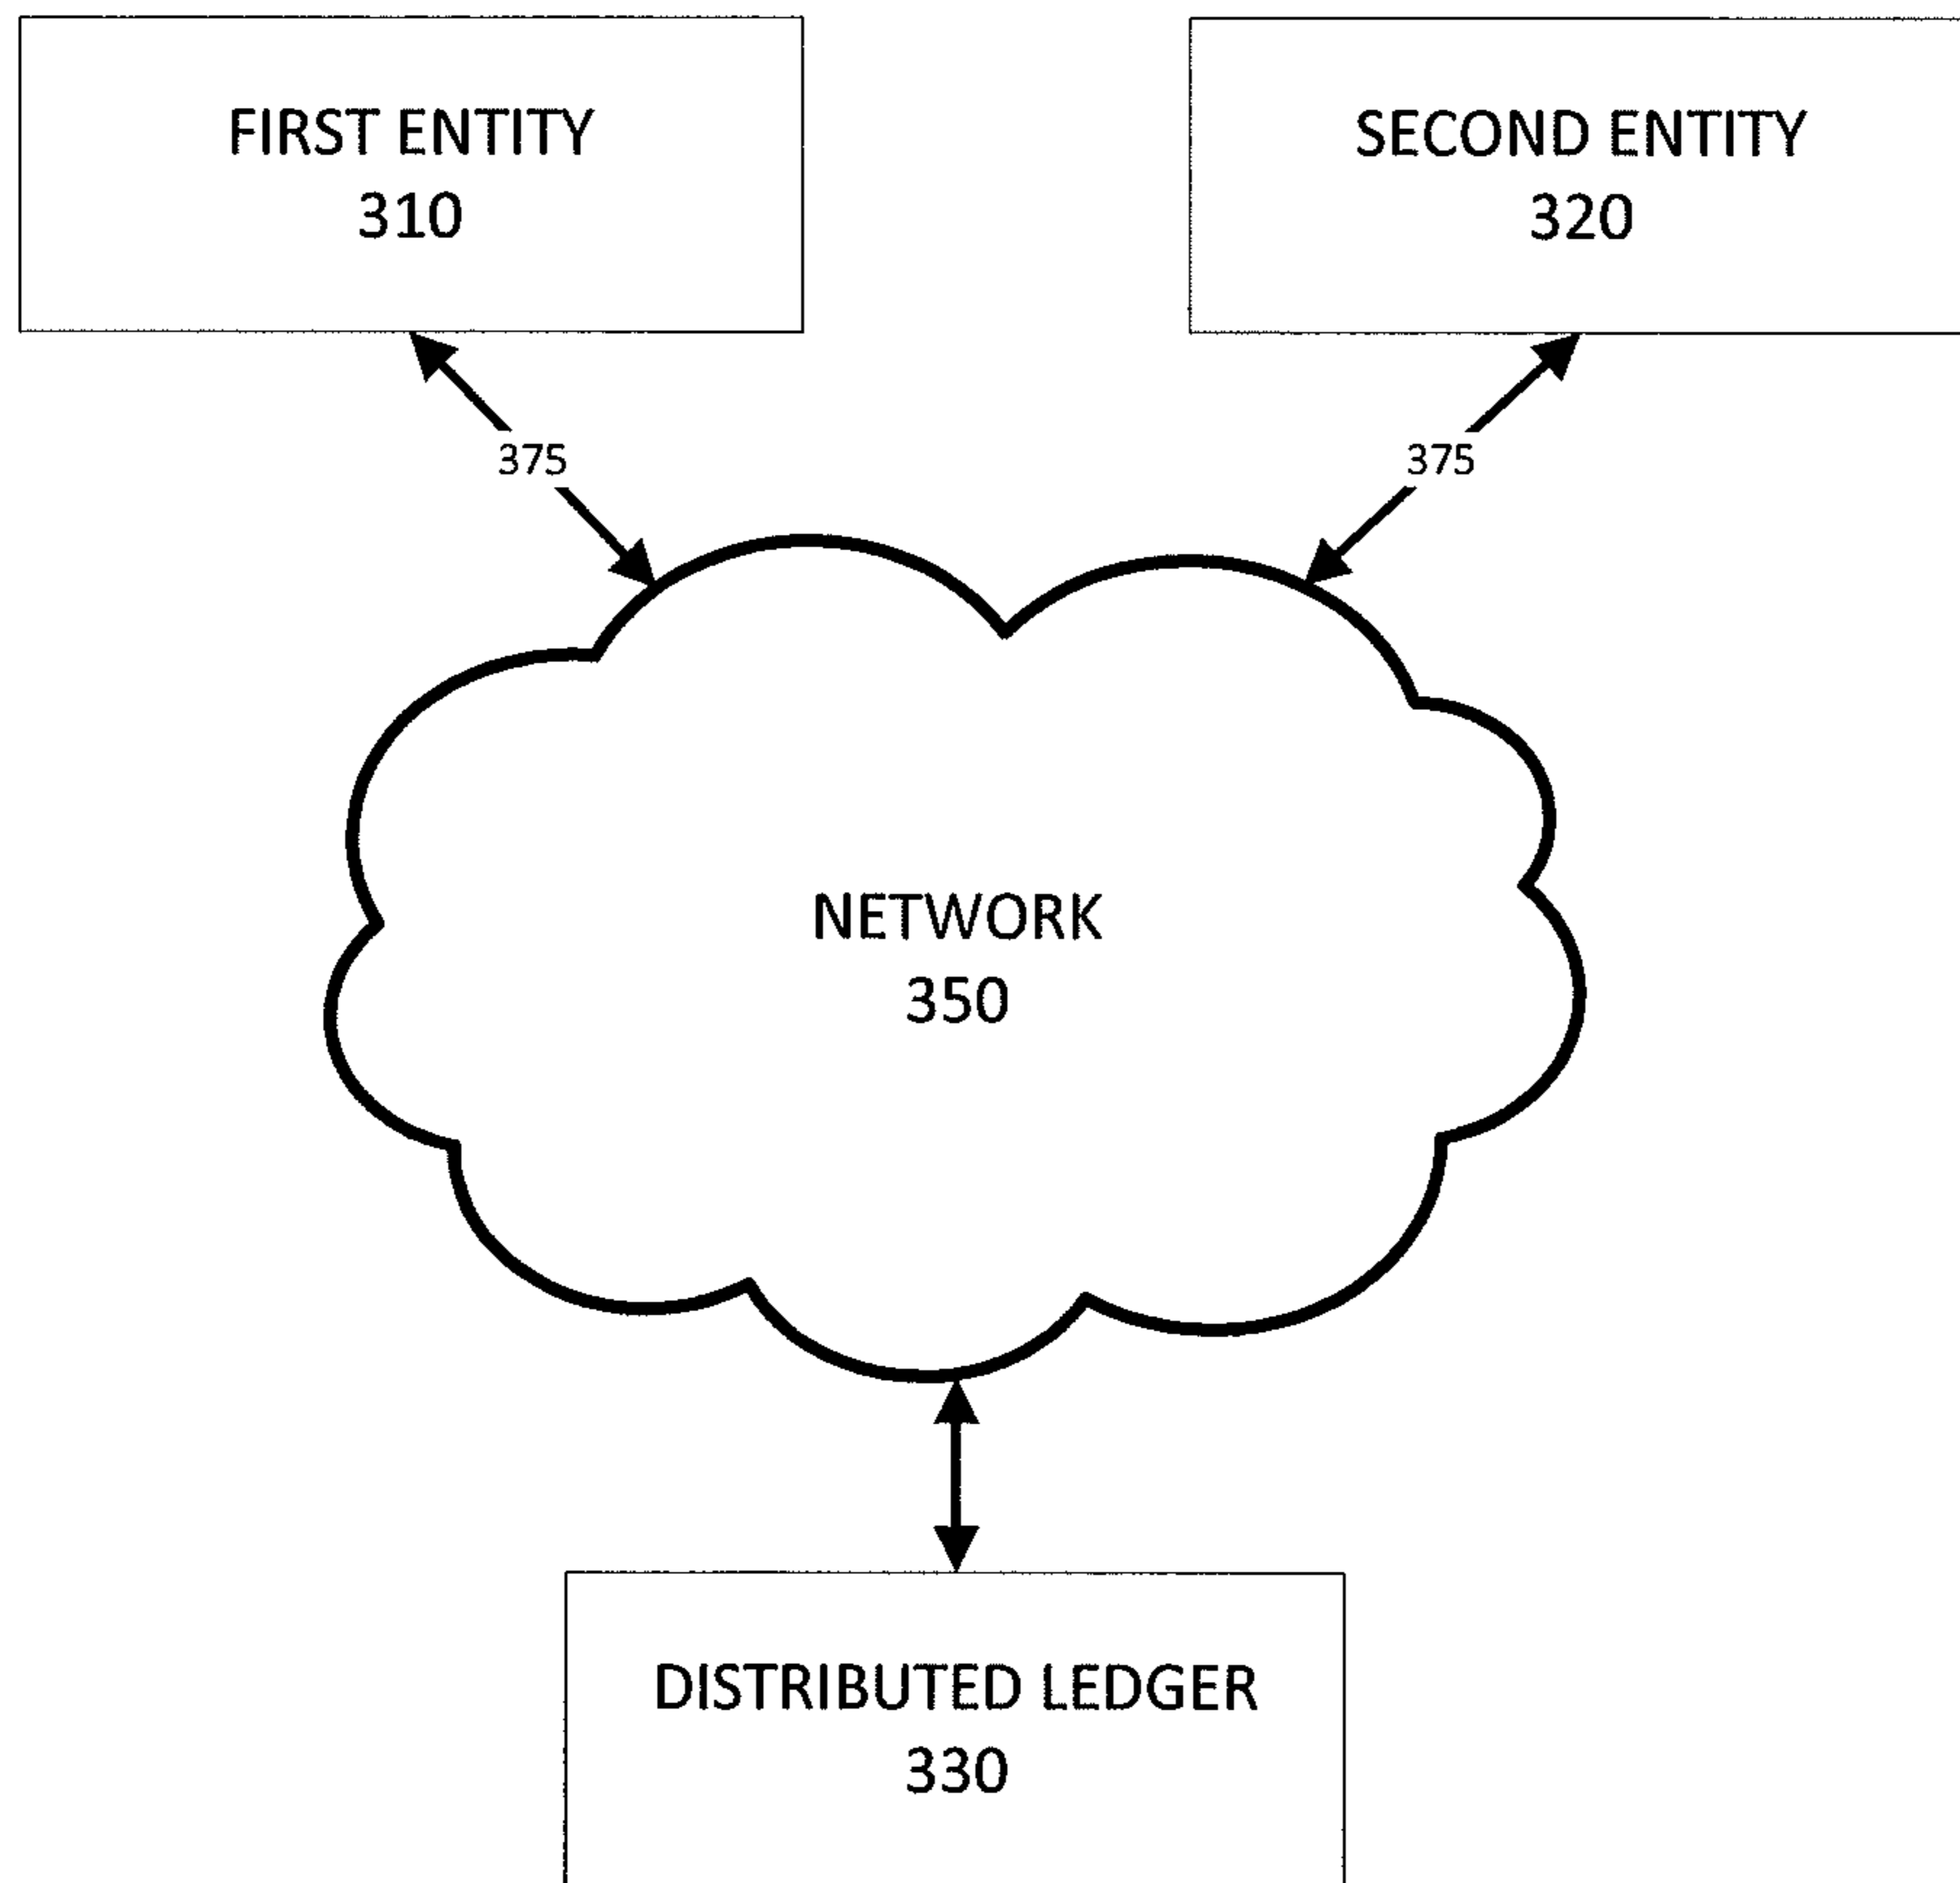 FIRST ENTITY
310
SECOND ENTITY
320
375
375
NETWORK
350
DISTRIBUTED LEDGER
330